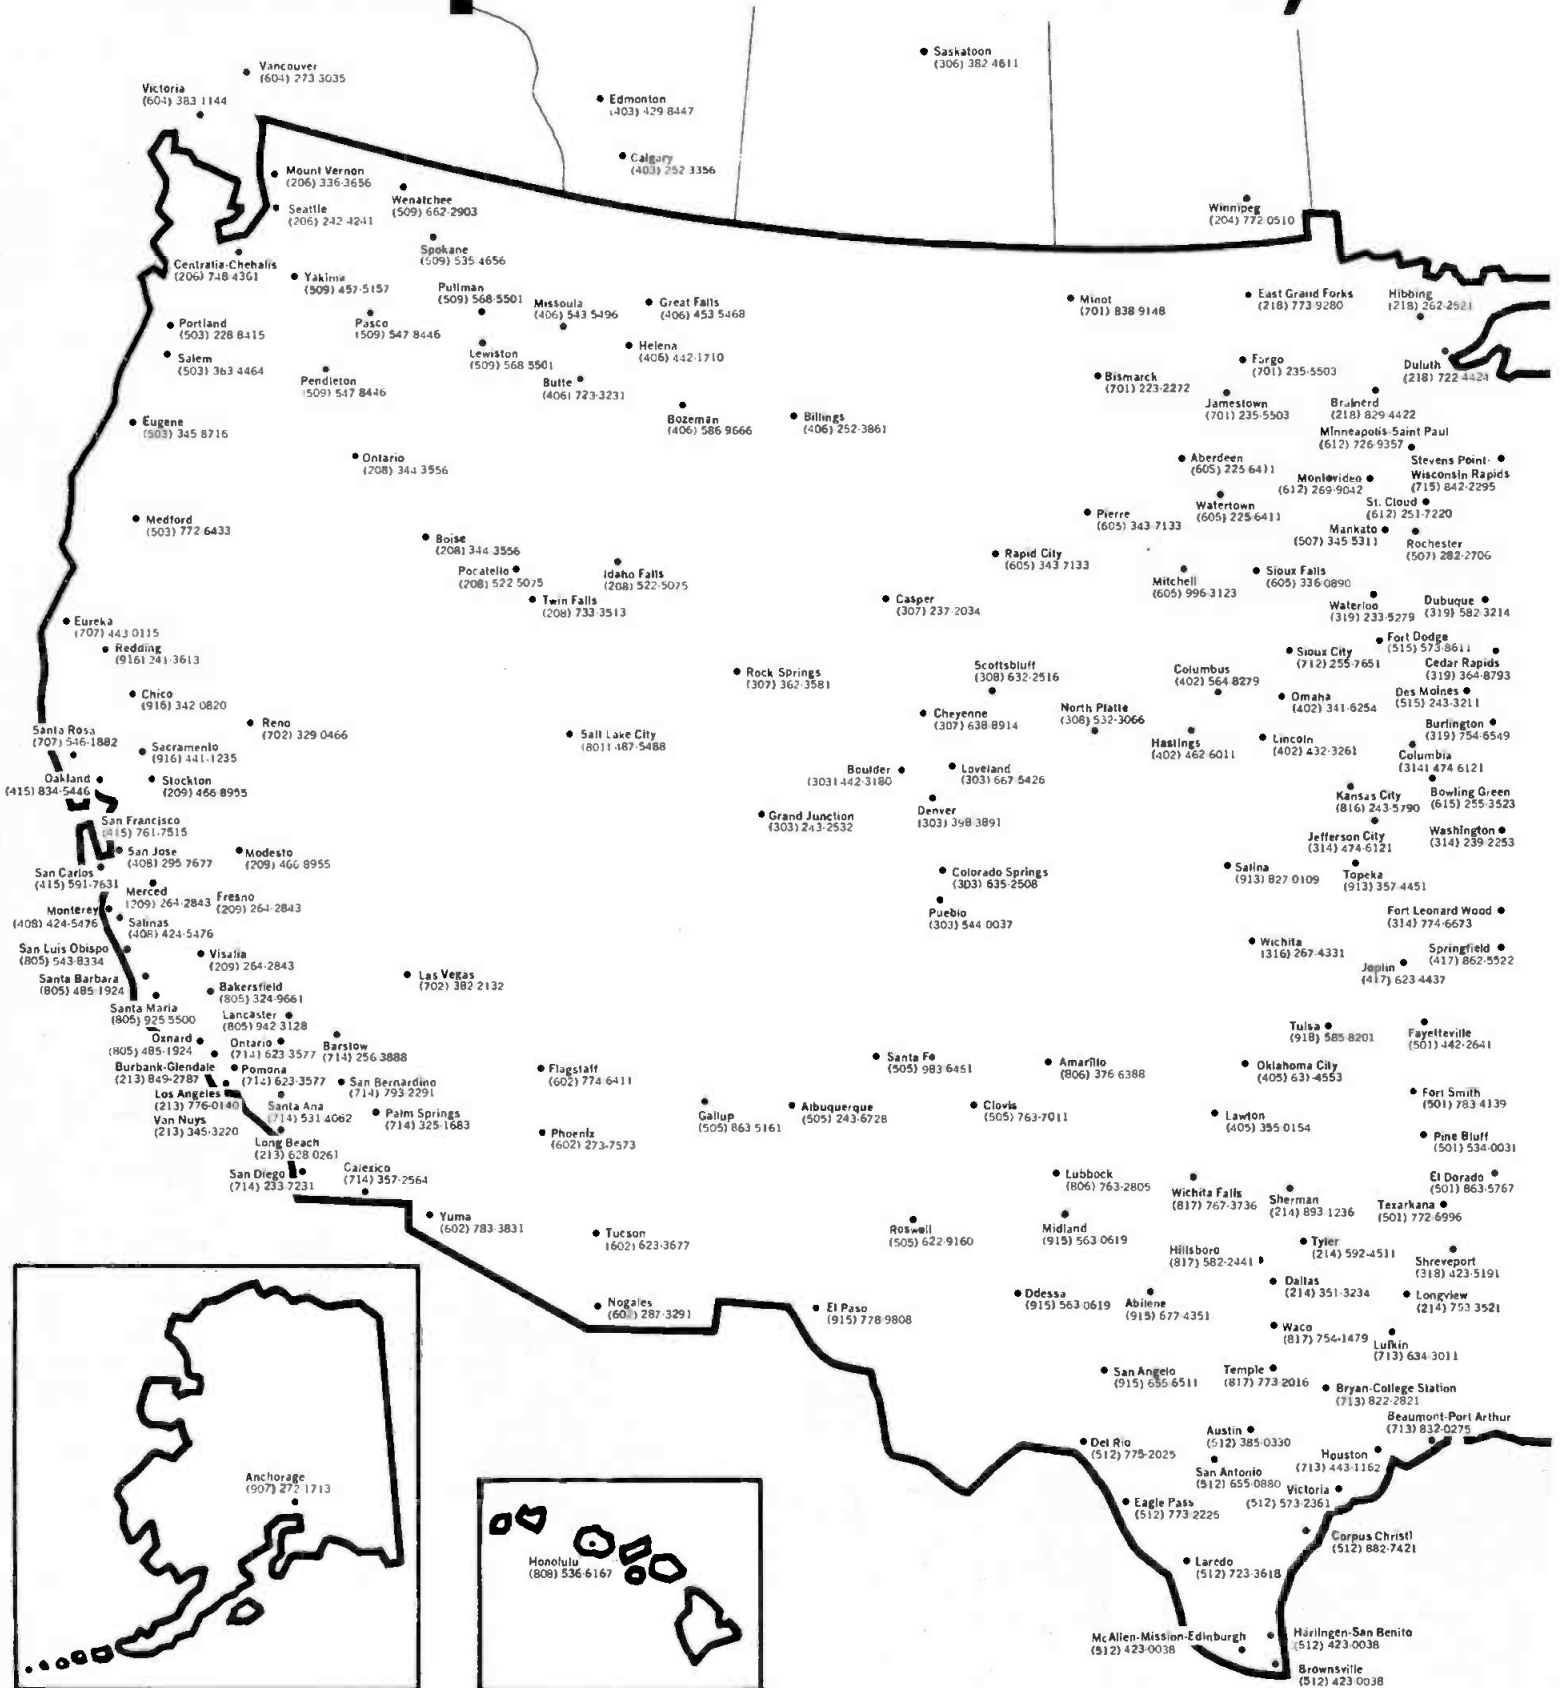 Saskatoon
(306) 382 4611
Vancouver
(604) 273 3035
Victoria
(604) 383 1144
Edmonton
(403) 429 8447
Calgary
(403) 252 3356
Mount Vernon
(206) 336-3656
Wenatchee
(509) 662-2903
Seattle
(206) 242-4241
Winnipeg
(204) 772 0510
Spokane
(509) 535 4656
Centralia-Chehalis
(206) 748 4361
Yakima
(509) 457-5157
Pullman
(509) 568-5501
Missoula
(406) 543 5496
Great Falls
(406) 453 5468
Minot
(701) 838 9148
East Grand Forks
(218) 773-9280
Hibbing
(218) 262-2521
Portland
(503) 228 8415
Pasco
(509) 547 8446
Lewiston
(509) 568 5501
Helena
(406) 442-1710
Salem
(503) 363 4464
Pendleton
(509) 547 8446
Butte
(406) 723-3231
Bismarck
(701) 223-2272
Fargo
(701) 235-5503
Duluth
(218) 722-4424
Jamestown
(701) 235-5503
Brainerd
(218) 829 4422
Eugene
(503) 345 8716
Bozeman
(406) 586 9666
Billings
(406) 252-3861
Minneapolis-Saint Paul
(612) 726-9357
Ontario
(208) 344 3556
Aberdeen
(605) 225 6411
Montevideo
(612) 269-9042
Stevens Point-
Wisconsin Rapids
(715) 842-2295
Watertown
(605) 225-6411
St. Cloud
(612) 251-7220
Medford
(503) 772 6433
Pierre
(605) 343-7133
Mankato
(507) 345 5311
Rochester
(507) 282-2706
Boise
(208) 344 3556
Rapid City
(605) 343 7133
Pocatello
(208) 522 5075
Idaho Falls
(208) 522-5075
Mitchell
(605) 996-3123
Sioux Falls
(605) 336-0890
Twin Falls
(208) 733-3513
Casper
(307) 237-2034
Waterloo
(319) 233-5279
Dubuque
(319) 582 3214
Eureka
(707) 443 0115
Redding
(916) 241-3613
Fort Dodge
(515) 573-8611
Sioux City
(712) 255-7651
Cedar Rapids
(319) 364-8793
Rock Springs
(307) 362-3581
Scottsbluff
(308) 632-2516
Columbus
(402) 564 8279
Chico
(916) 342 0820
Omaha
(402) 341-6254
Des Moines
(515) 243-3211
Reno
(702) 329 0466
Cheyenne
(307) 638-8914
North Platte
(308) 532-3066
Burlington
(319) 754-6549
Santa Rosa
(707) 546-1882
Sacramento
(916) 441-1235
Salt Lake City
(801) 487-5488
Hastings
(402) 462-6011
Lincoln
(402) 432-3261
Columbia
(314) 474 6121
Oakland
(415) 834-5446
Stockton
(209) 466-8955
Boulder
(303) 442-3180
Loveland
(303) 667 5426
Kansas City
(816) 243-5790
Bowling Green
(615) 255-3523
Grand Junction
(303) 243-2532
Denver
(303) 398 3891
San Francisco
(415) 761-7515
Jefferson City
(314) 474-6121
Washington
(314) 239-2253
San Jose
(408) 295 7677
Modesto
(209) 466 8955
San Carlos
(415) 591-7631
Colorado Springs
(303) 635-2508
Salina
(913) 827 0109
Topeka
(913) 357-4451
Merced
(209) 264-2843
Fresno
(209) 264-2843
Monterey
(408) 424-5476
Salinas
(408) 424-5476
Pueblo
(303) 544 0037
Fort Leonard Wood
(314) 774-6673
San Luis Obispo
(805) 543-8334
Visalia
(209) 264-2843
Wichita
(316) 267-4331
Springfield
(417) 862-5522
Joplin
(417) 623 4437
Santa Barbara
(805) 485 1924
Las Vegas
(702) 382 2132
Bakersfield
(805) 324-9661
Santa Maria
(805) 925 5500
Lancaster
(805) 942 3128
Tulsa
(918) 585 8201
Fayetteville
(501) 442-2641
Oxnard
(805) 485-1924
Ontario
(714) 623 3577
Barstow
(714) 256 3888
Burbank-Glendale
(213) 849-2787
Pomona
(714) 623-3577
San Bernardino
(714) 793-2291
Flagstaff
(602) 774 6411
Santa Fe
(505) 983 6451
Amarillo
(806) 376 6388
Oklahoma City
(405) 631-4553
Los Angeles
(213) 776-0140
Santa Ana
(714) 531 4062
Palm Springs
(714) 325-1683
Gallup
(505) 863 5161
Albuquerque
(505) 243-6728
Clovis
(505) 763-7011
Lawton
(405) 355 0154
Fort Smith
(501) 783 4139
Van Nuys
(213) 345-3220
Long Beach
(213) 628 0261
Phoenix
(602) 273-7573
Pine Bluff
(501) 534-0031
San Diego
(714) 233 7231
Calexico
(714) 357-2564
Lubbock
(806) 763-2805
Wichita Falls
(817) 767-3736
Sherman
(214) 893 1236
El Dorado
(501) 863-5767
Texarkana
(501) 772-6996
Yuma
(602) 783-3831
Tucson
(602) 623-3677
Roswell
(505) 622-9160
Midland
(915) 563 0619
Hillsboro
(817) 582-2441
Tyler
(214) 592-4511
Shreveport
(318) 423-5191
Nogales
287-3291
El Paso
(915) 778 9808
Odessa
(915) 563-0619
Abilene
(915) 677-4351
Dallas
(214) 351-3234
Longview
(214) 753 3521
Waco
(817) 754-1479
Lufkin
(713) 634-3011
San Angelo
(915) 655 6511
Temple
(817) 773-2016
Bryan-College Station
(713) 822-2821
Beaumont-Port Arthur
(713) 832-0275
Del Rio
(512) 775-2025
Austin
(512) 385-0330
Houston
(713) 443-1162
San Antonio
(512) 655-0880
Victoria
(512) 573-2361
Eagle Pass
(512) 773 2225
Corpus Christi
(512) 882-7421
Anchorage
(907) 272-1713
Honolulu
(808) 536-6167
Laredo
(512) 723-3618
McAllen-Mission-Edinburgh
(512) 423-0038
Harlingen-San Benito
(512) 423-0038
Brownsville
(512) 423 0038